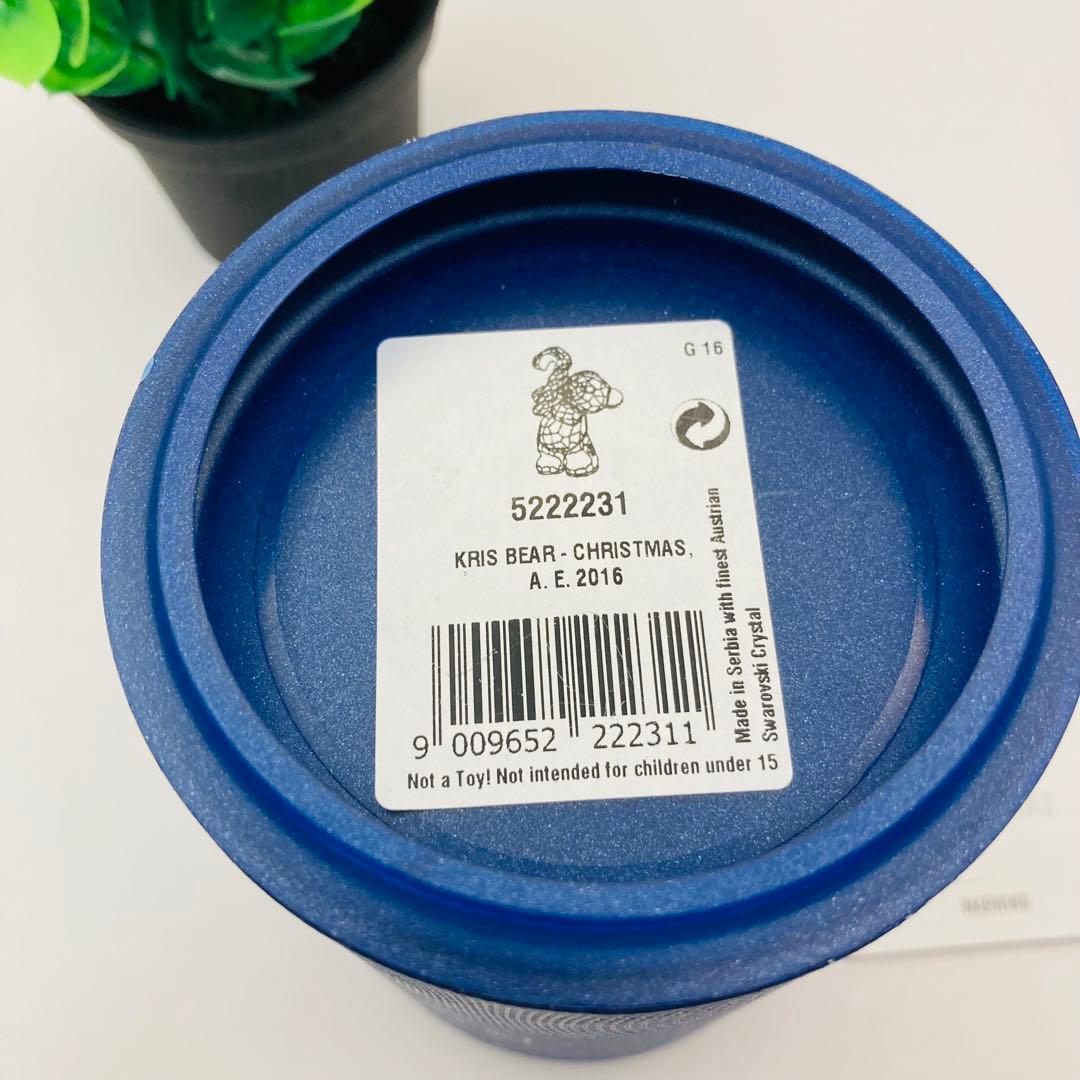 G 16
5222231
KRIS BEAR - CHRISTMAS,
A. E. 2016
Made in Serbia with finest Austrian
Swarovski Crystal
9 009652 222311
Not a Toy! Not intended for children under 15
WARNING